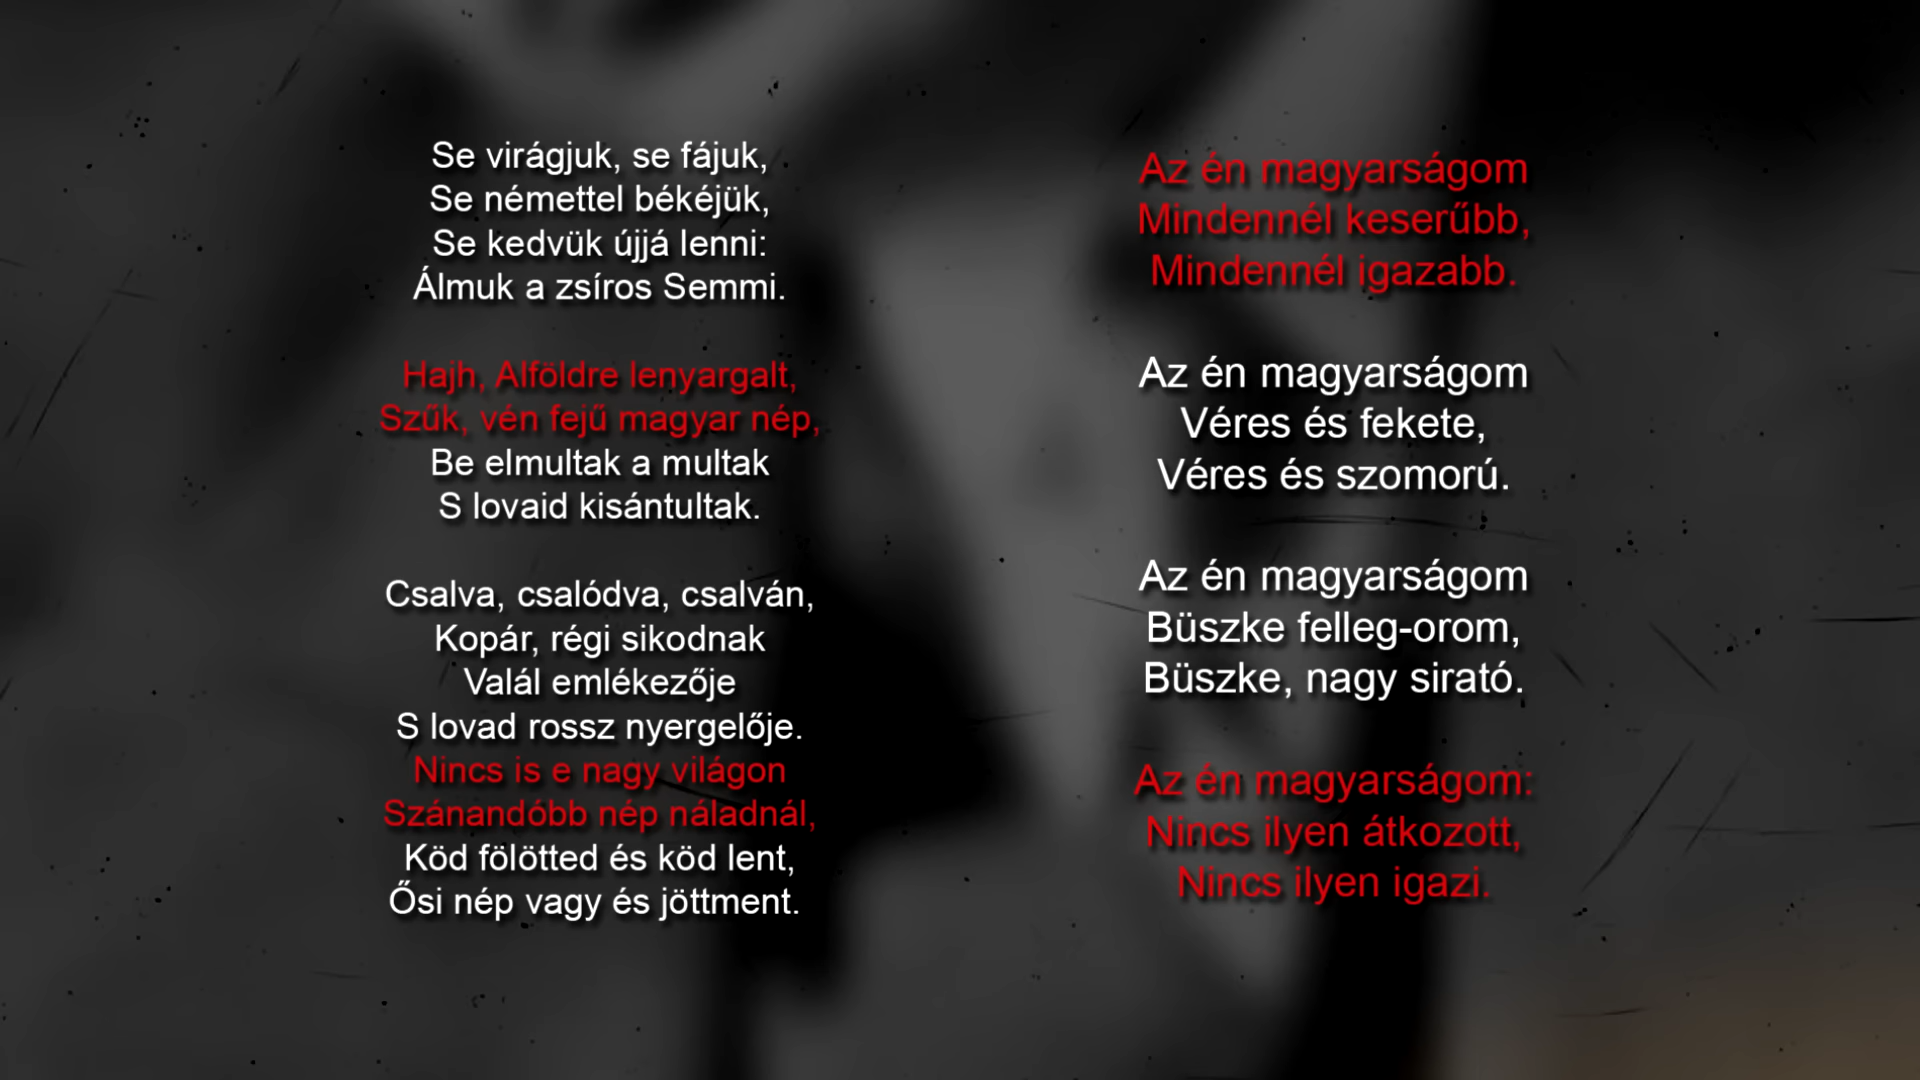 Se virágjuk, se fájuk,
Se némettel békéjük,
Se kedvük újjá lenni:
Álmuk a zsíros Semmi.
Hajh, Alföldre lenyargalt,
Szűk, vén fejű magyar nép,
Be elmultak a multak
S lovaid kisántultak.
Csalva, csalódva, csalván,
Kopár, régi sikodnak
Valál emlékezője
S lovad rossz nyergelője.
Nincs is e nagy világon
Szánandóbb nép náladnál,
Köd fölötted és köd lent,
Ősi nép vagy és jöttment.
Az én magyarságom
Mindennél keserűbb,
Mindennél igazabb.
Az én magyarságom
Véres és fekete,
Véres és szomorú.
Az én magyarságom
Büszke felleg-orom,
Büszke, nagy sirató.
Az én magyarságom:
Nincs ilyen átkozott,
Nincs ilyen igazi.